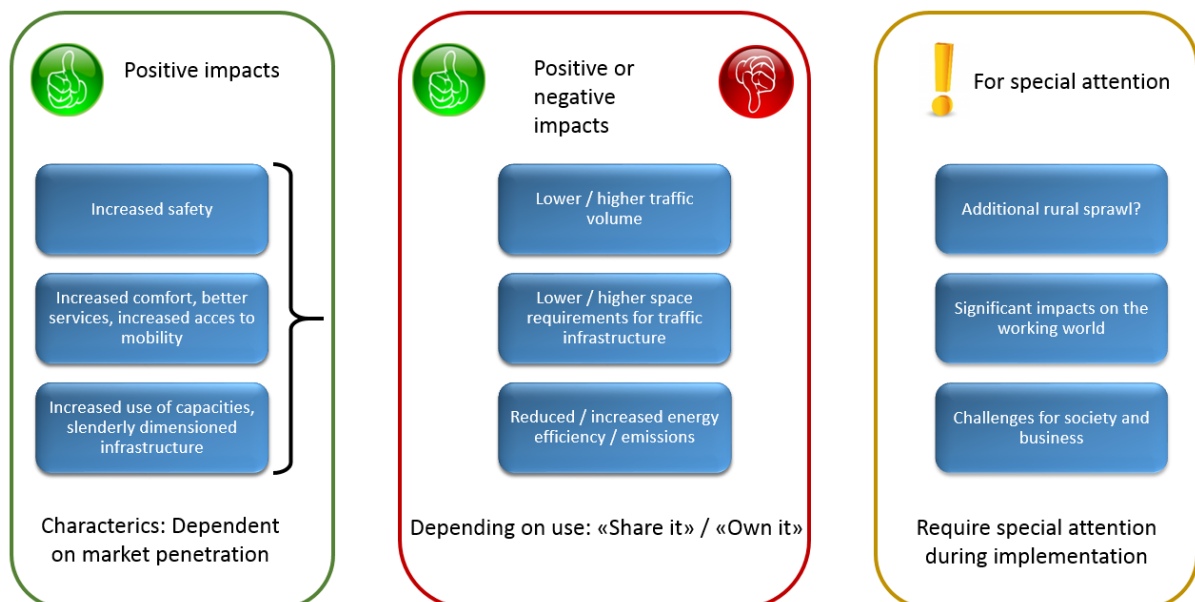 Positive impacts
Increased safety
Increased comfort, better
services, increased acces to
mobility
Increased use of capacities,
slenderly dimensioned
infrastructure
Characterics: Dependent
on market penetration
Positive or
negative
impacts
Lower / higher traffic
volume
Lower / higher space
requirements for traffic
infrastructure
Reduced / increased energy
efficiency / emissions
Depending on use: «Share it» / «Own it»
For special attention
Additional rural sprawl?
Significant impacts on the
working world
Challenges for society and
business
Require special attention
during implementation